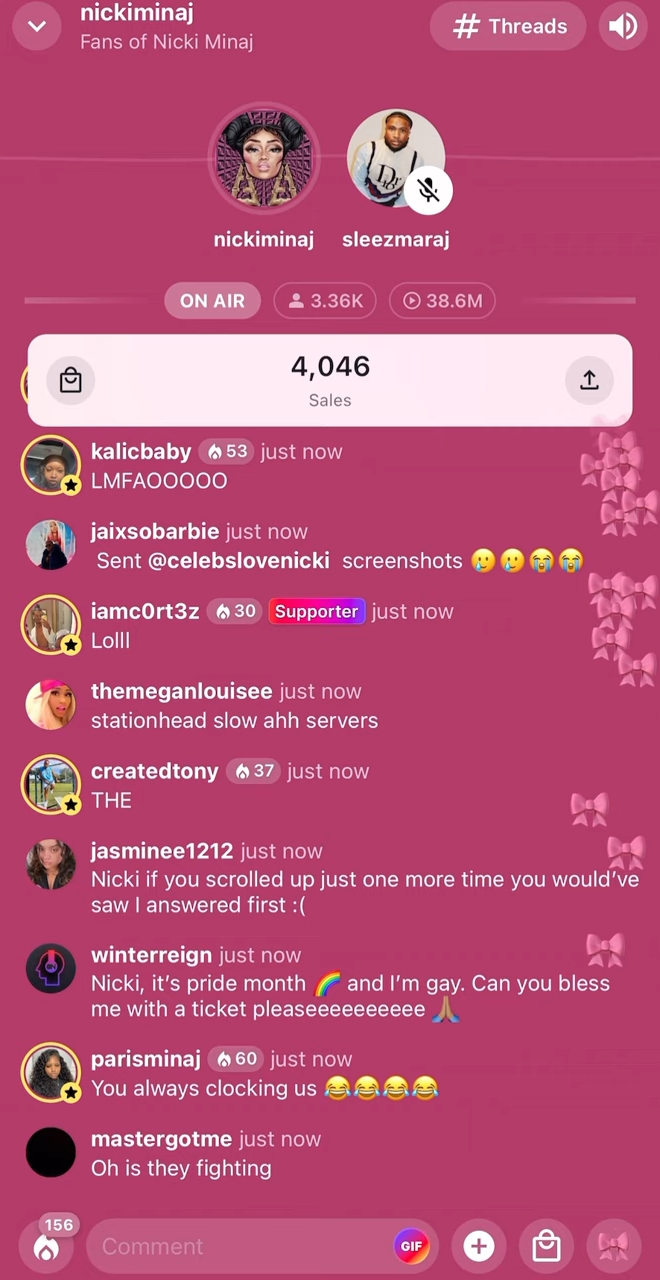 nickiminaj
Fans of Nicki Minaj
Threads
nickiminaj
sleezmaraj
ON AIR
3.36K
38.6M
4,046
Sales
kalicbaby 53 just now
LMFAOOOOO
jaixsobarbie just now
Sent @celebslovenicki screenshots 🥲🥲😭😭
iamc0rt3z 30 Supporter just now
Lolll
themeganlouisee just now
stationhead slow ahh servers
createdtony 37 just now
THE
jasminee1212 just now
Nicki if you scrolled up just one more time you would’ve
saw I answered first :(
winterreign just now
Nicki, it’s pride month 🌈 and I’m gay. Can you bless
me with a ticket pleaseeeeeeeeee 🙏🏽
parisminaj 60 just now
You always clocking us 😂😂😂😂
mastergotme just now
Oh is they fighting
156
Comment
GIF